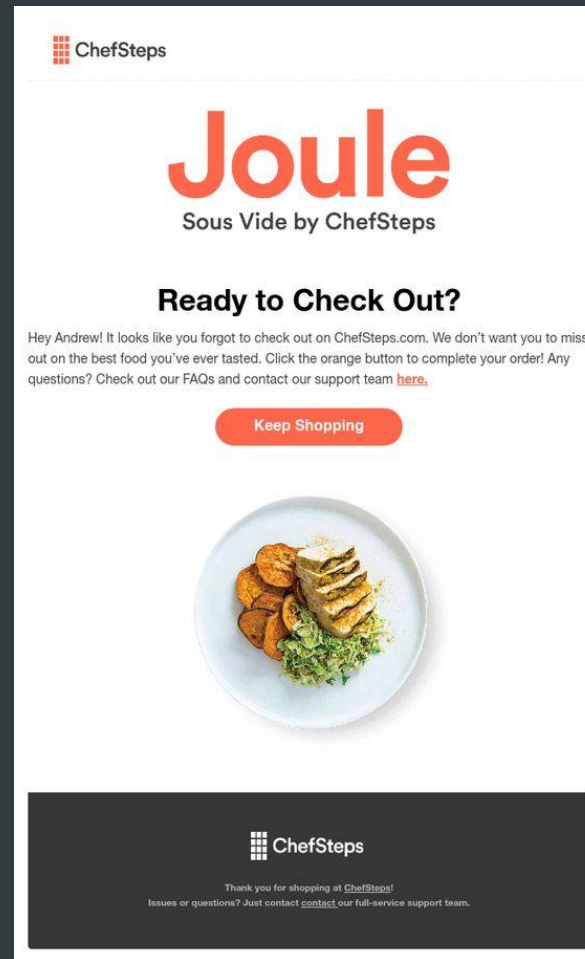 ChefSteps
Joule
Sous Vide by ChefSteps
Ready to Check Out?
Hey Andrew! It looks like you forgot to check out on ChefSteps.com. We don't want you to miss
out on the best food you've ever tasted. Click the orange button to complete your order! Any
questions? Check out our FAQs and contact our support team here.
Keep Shopping
ChefSteps
Thank you for shopping at ChefSteps!
Issues or questions? Just contact contact our full-service support team.